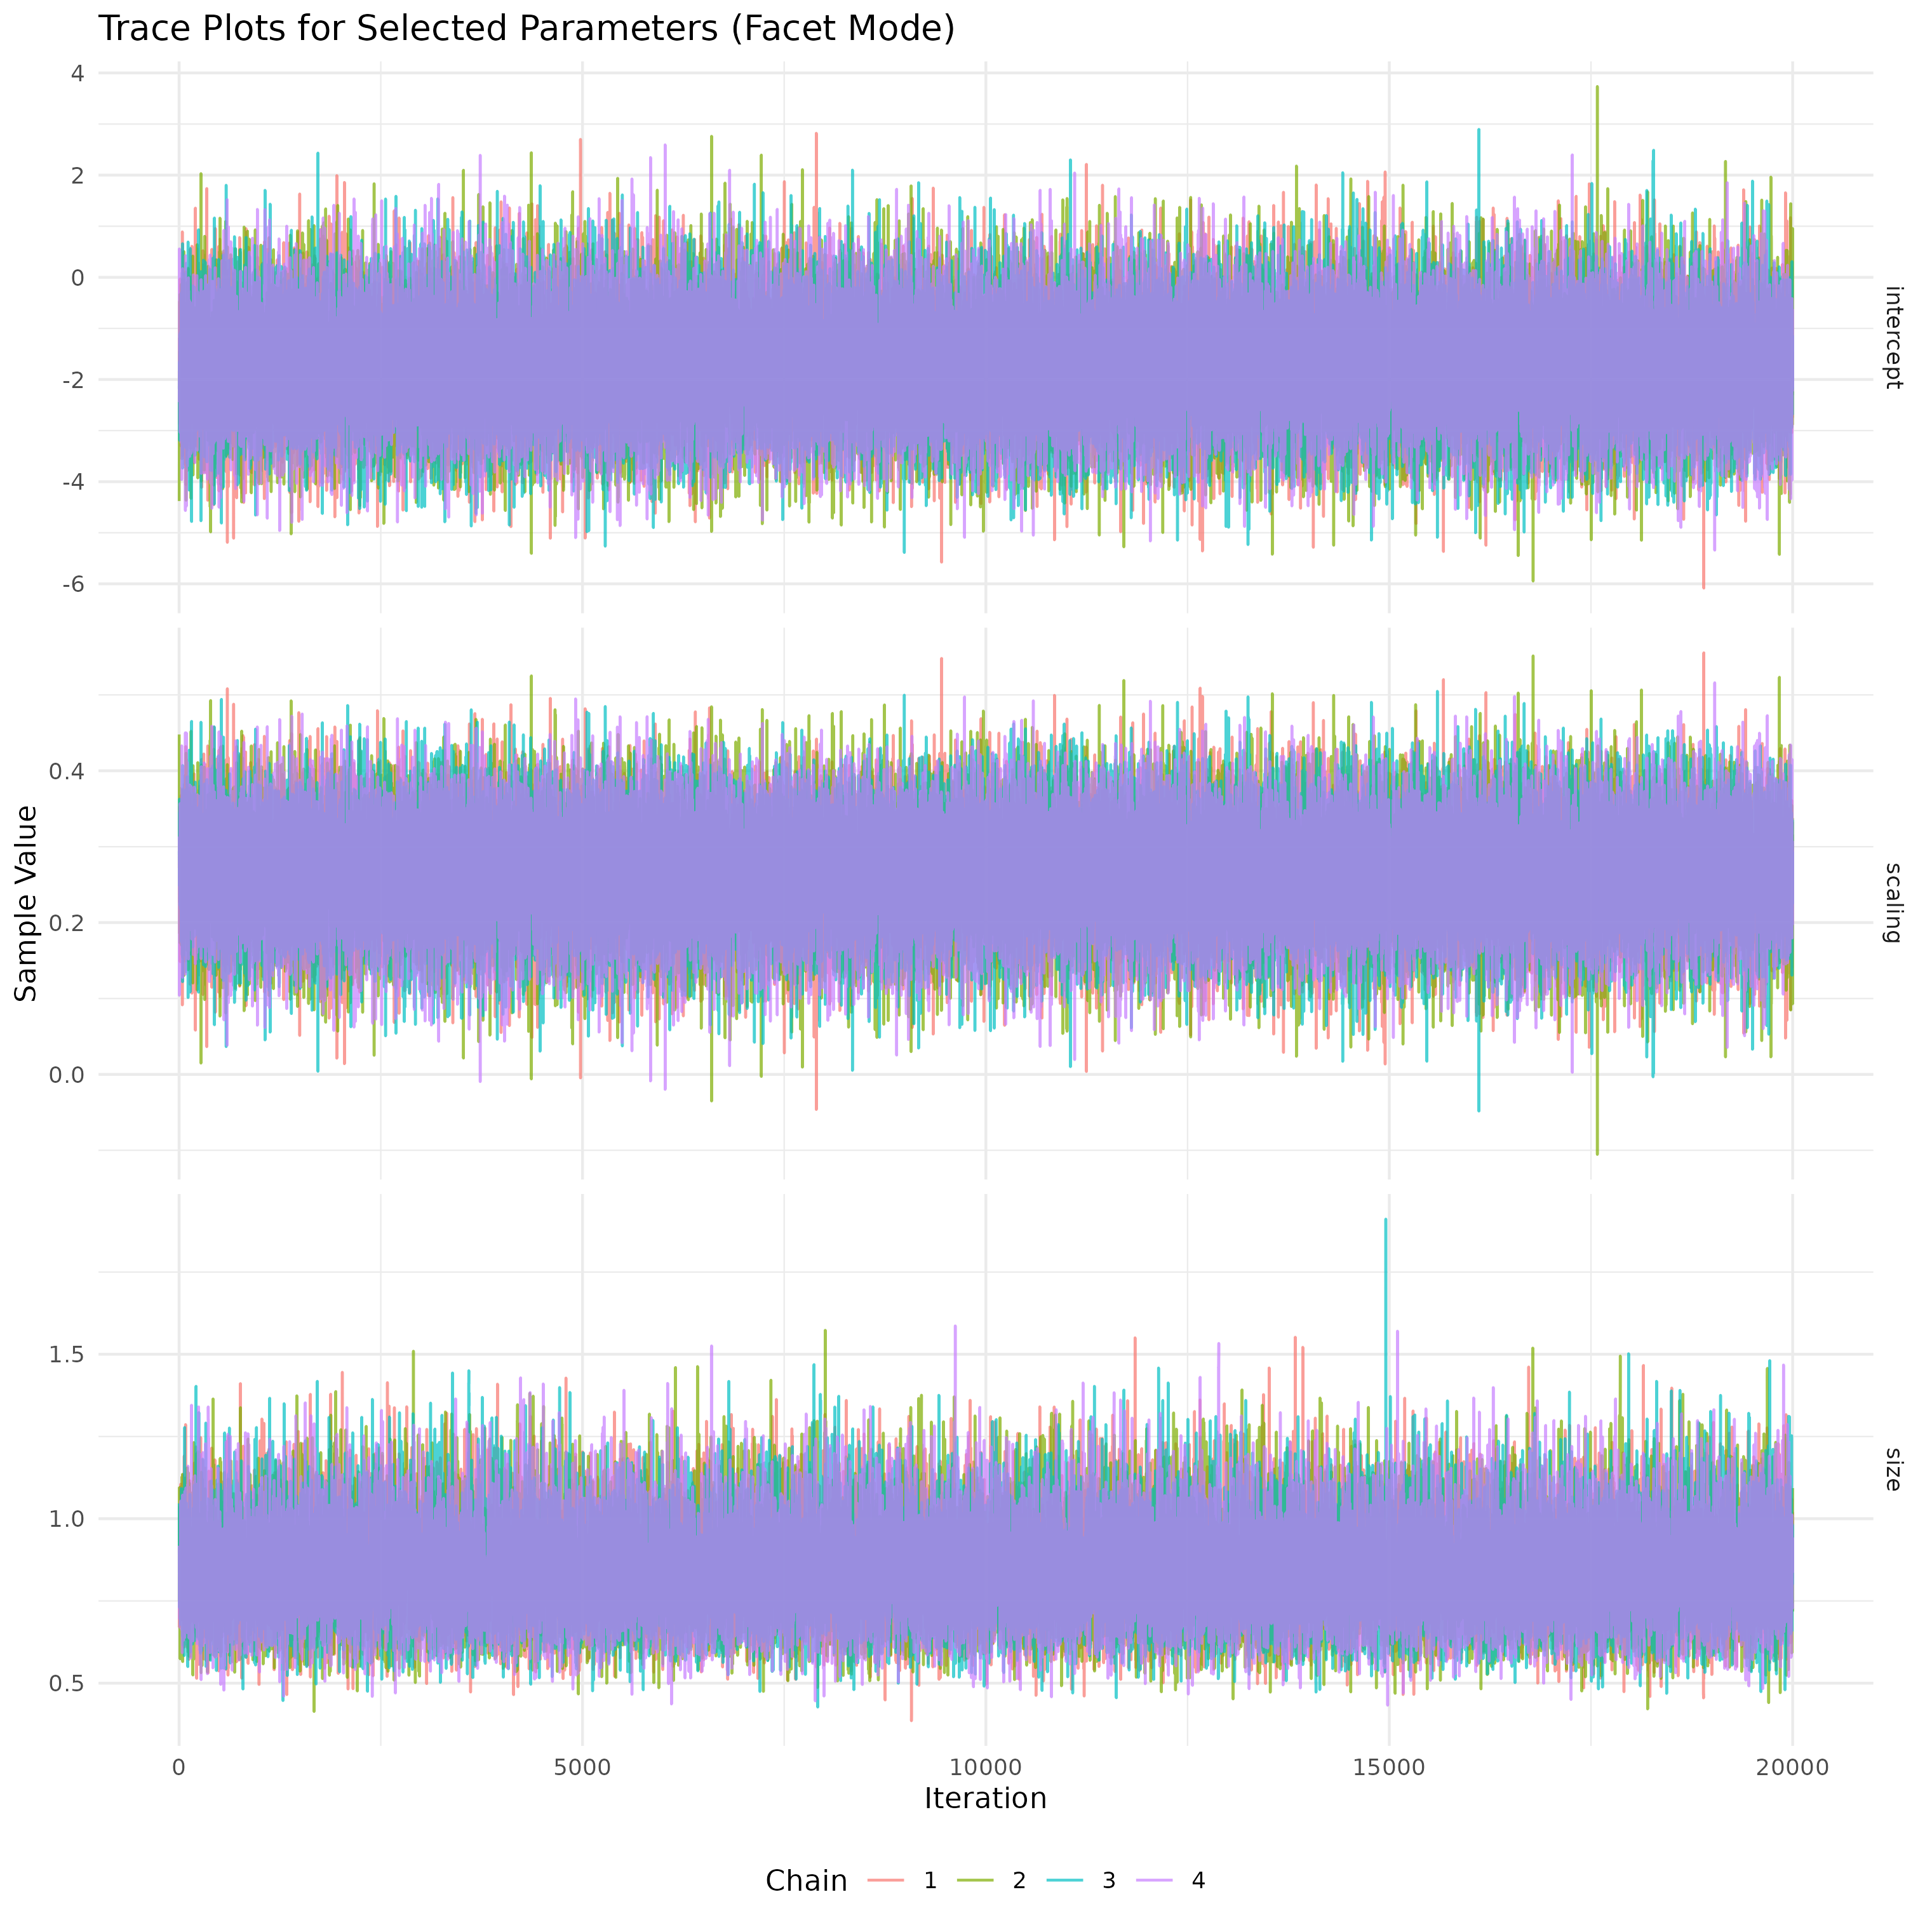 Trace Plots for Selected Parameters (Facet Mode)
4
2
0
-2
-4
-6
intercept
Sample Value
0.4
0.2
0.0
scaling
1.5
1.0
0.5
size
0 5000 10000 15000 20000
Iteration
Chain 1 2 3 4